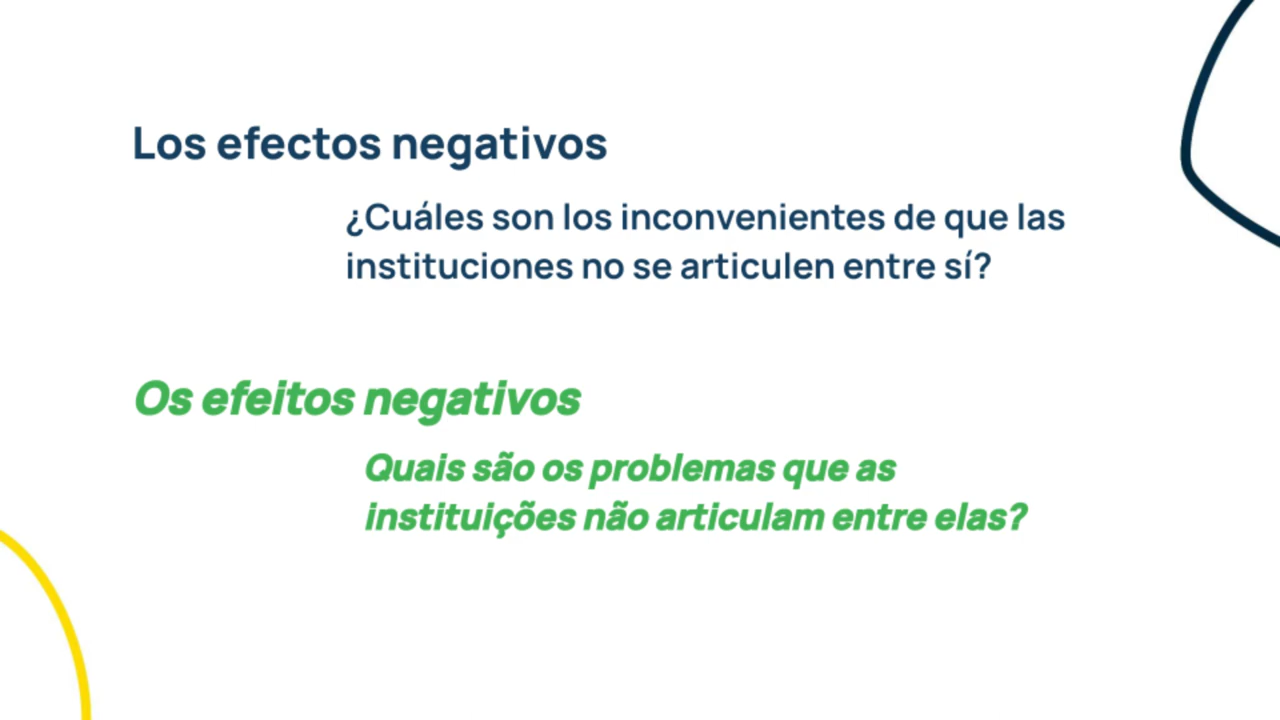 Los efectos negativos
¿Cuáles son los inconvenientes de que las
instituciones no se articulen entre sí?
Os efeitos negativos
Quais são os problemas que as
instituições não articulam entre elas?